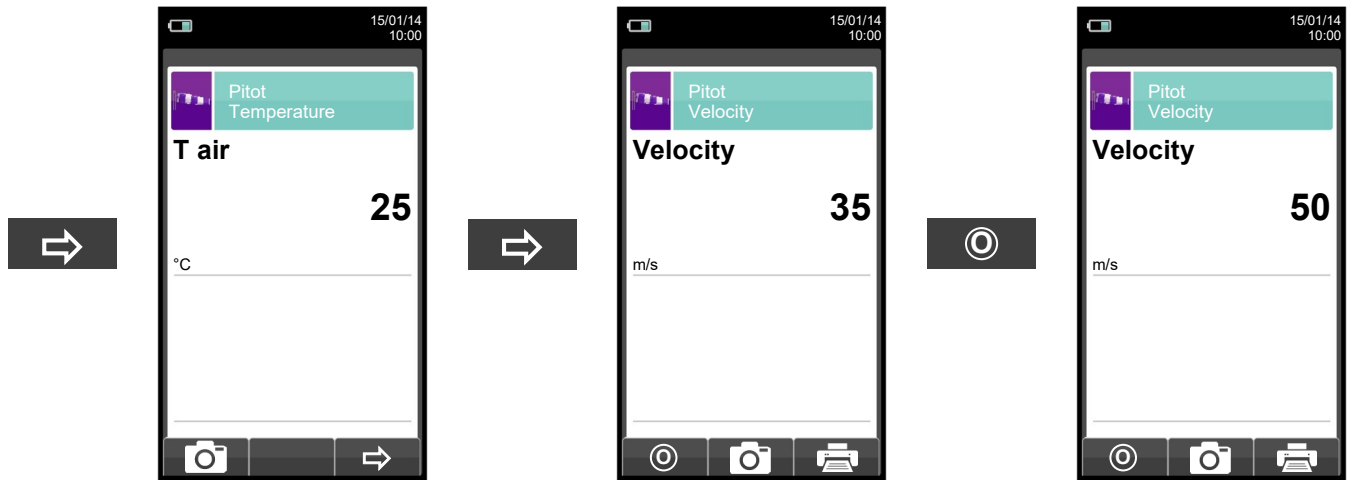 15/01/14
10:00
Pitot
Temperature
T air
25
°C
15/01/14
10:00
Pitot
Velocity
Velocity
35
m/s
15/01/14
10:00
Pitot
Velocity
Velocity
50
m/s